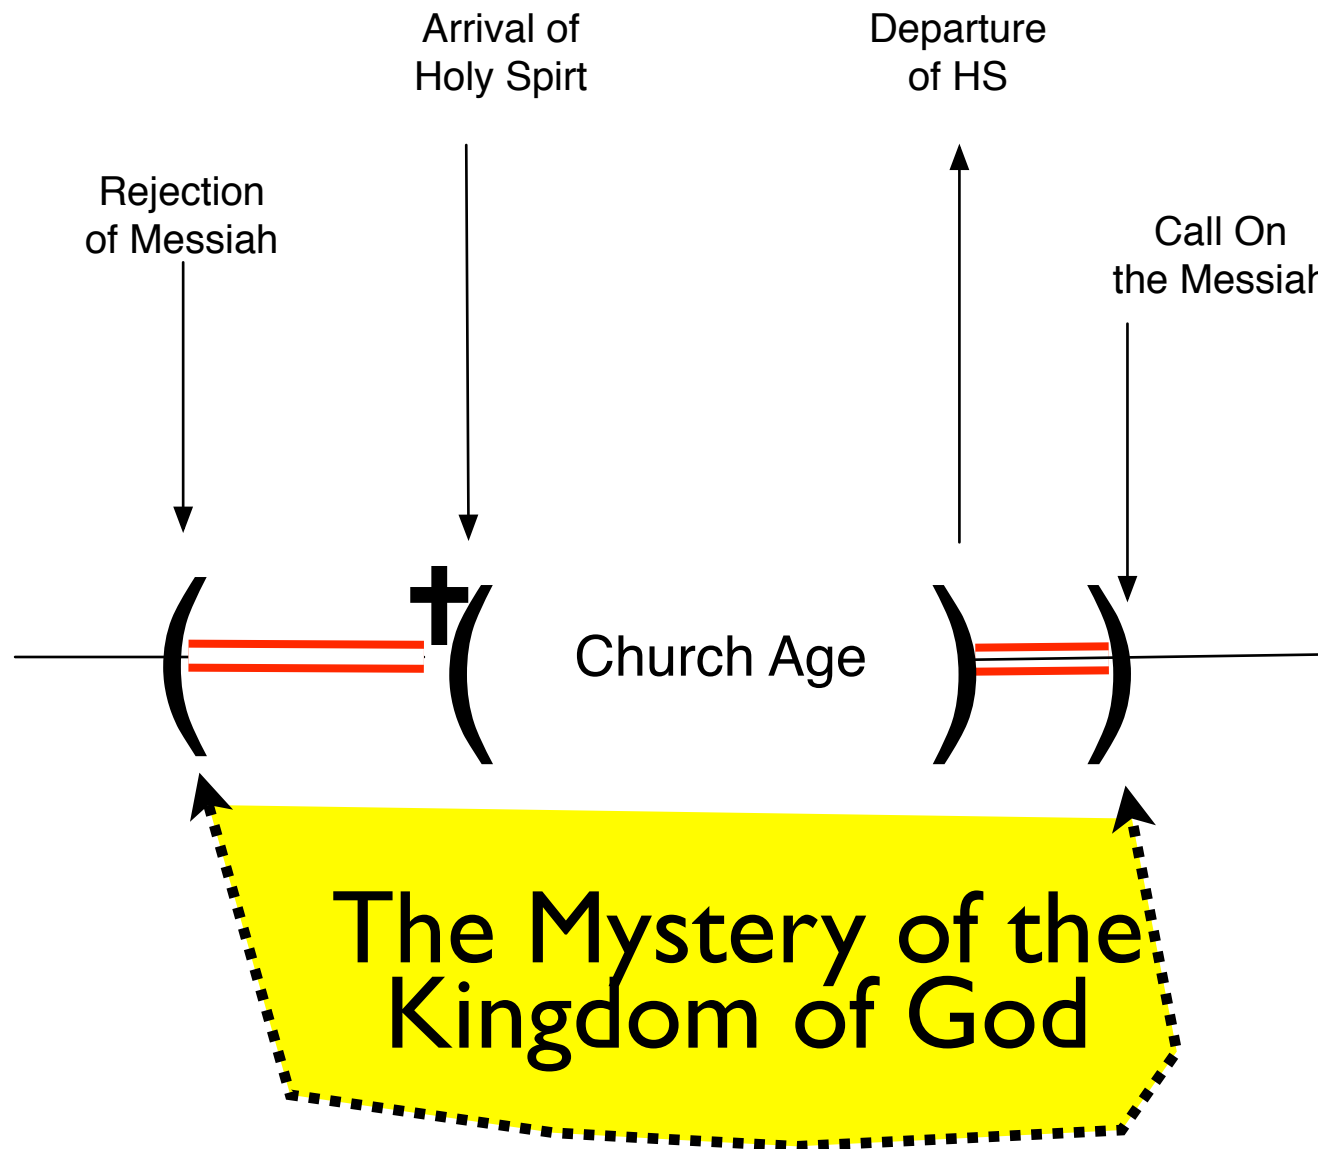 Arrival of
Holy Spirt
Departure
of HS
Rejection
of Messiah
Call On
the Messiah
Church Age
The Mystery of the
Kingdom of God